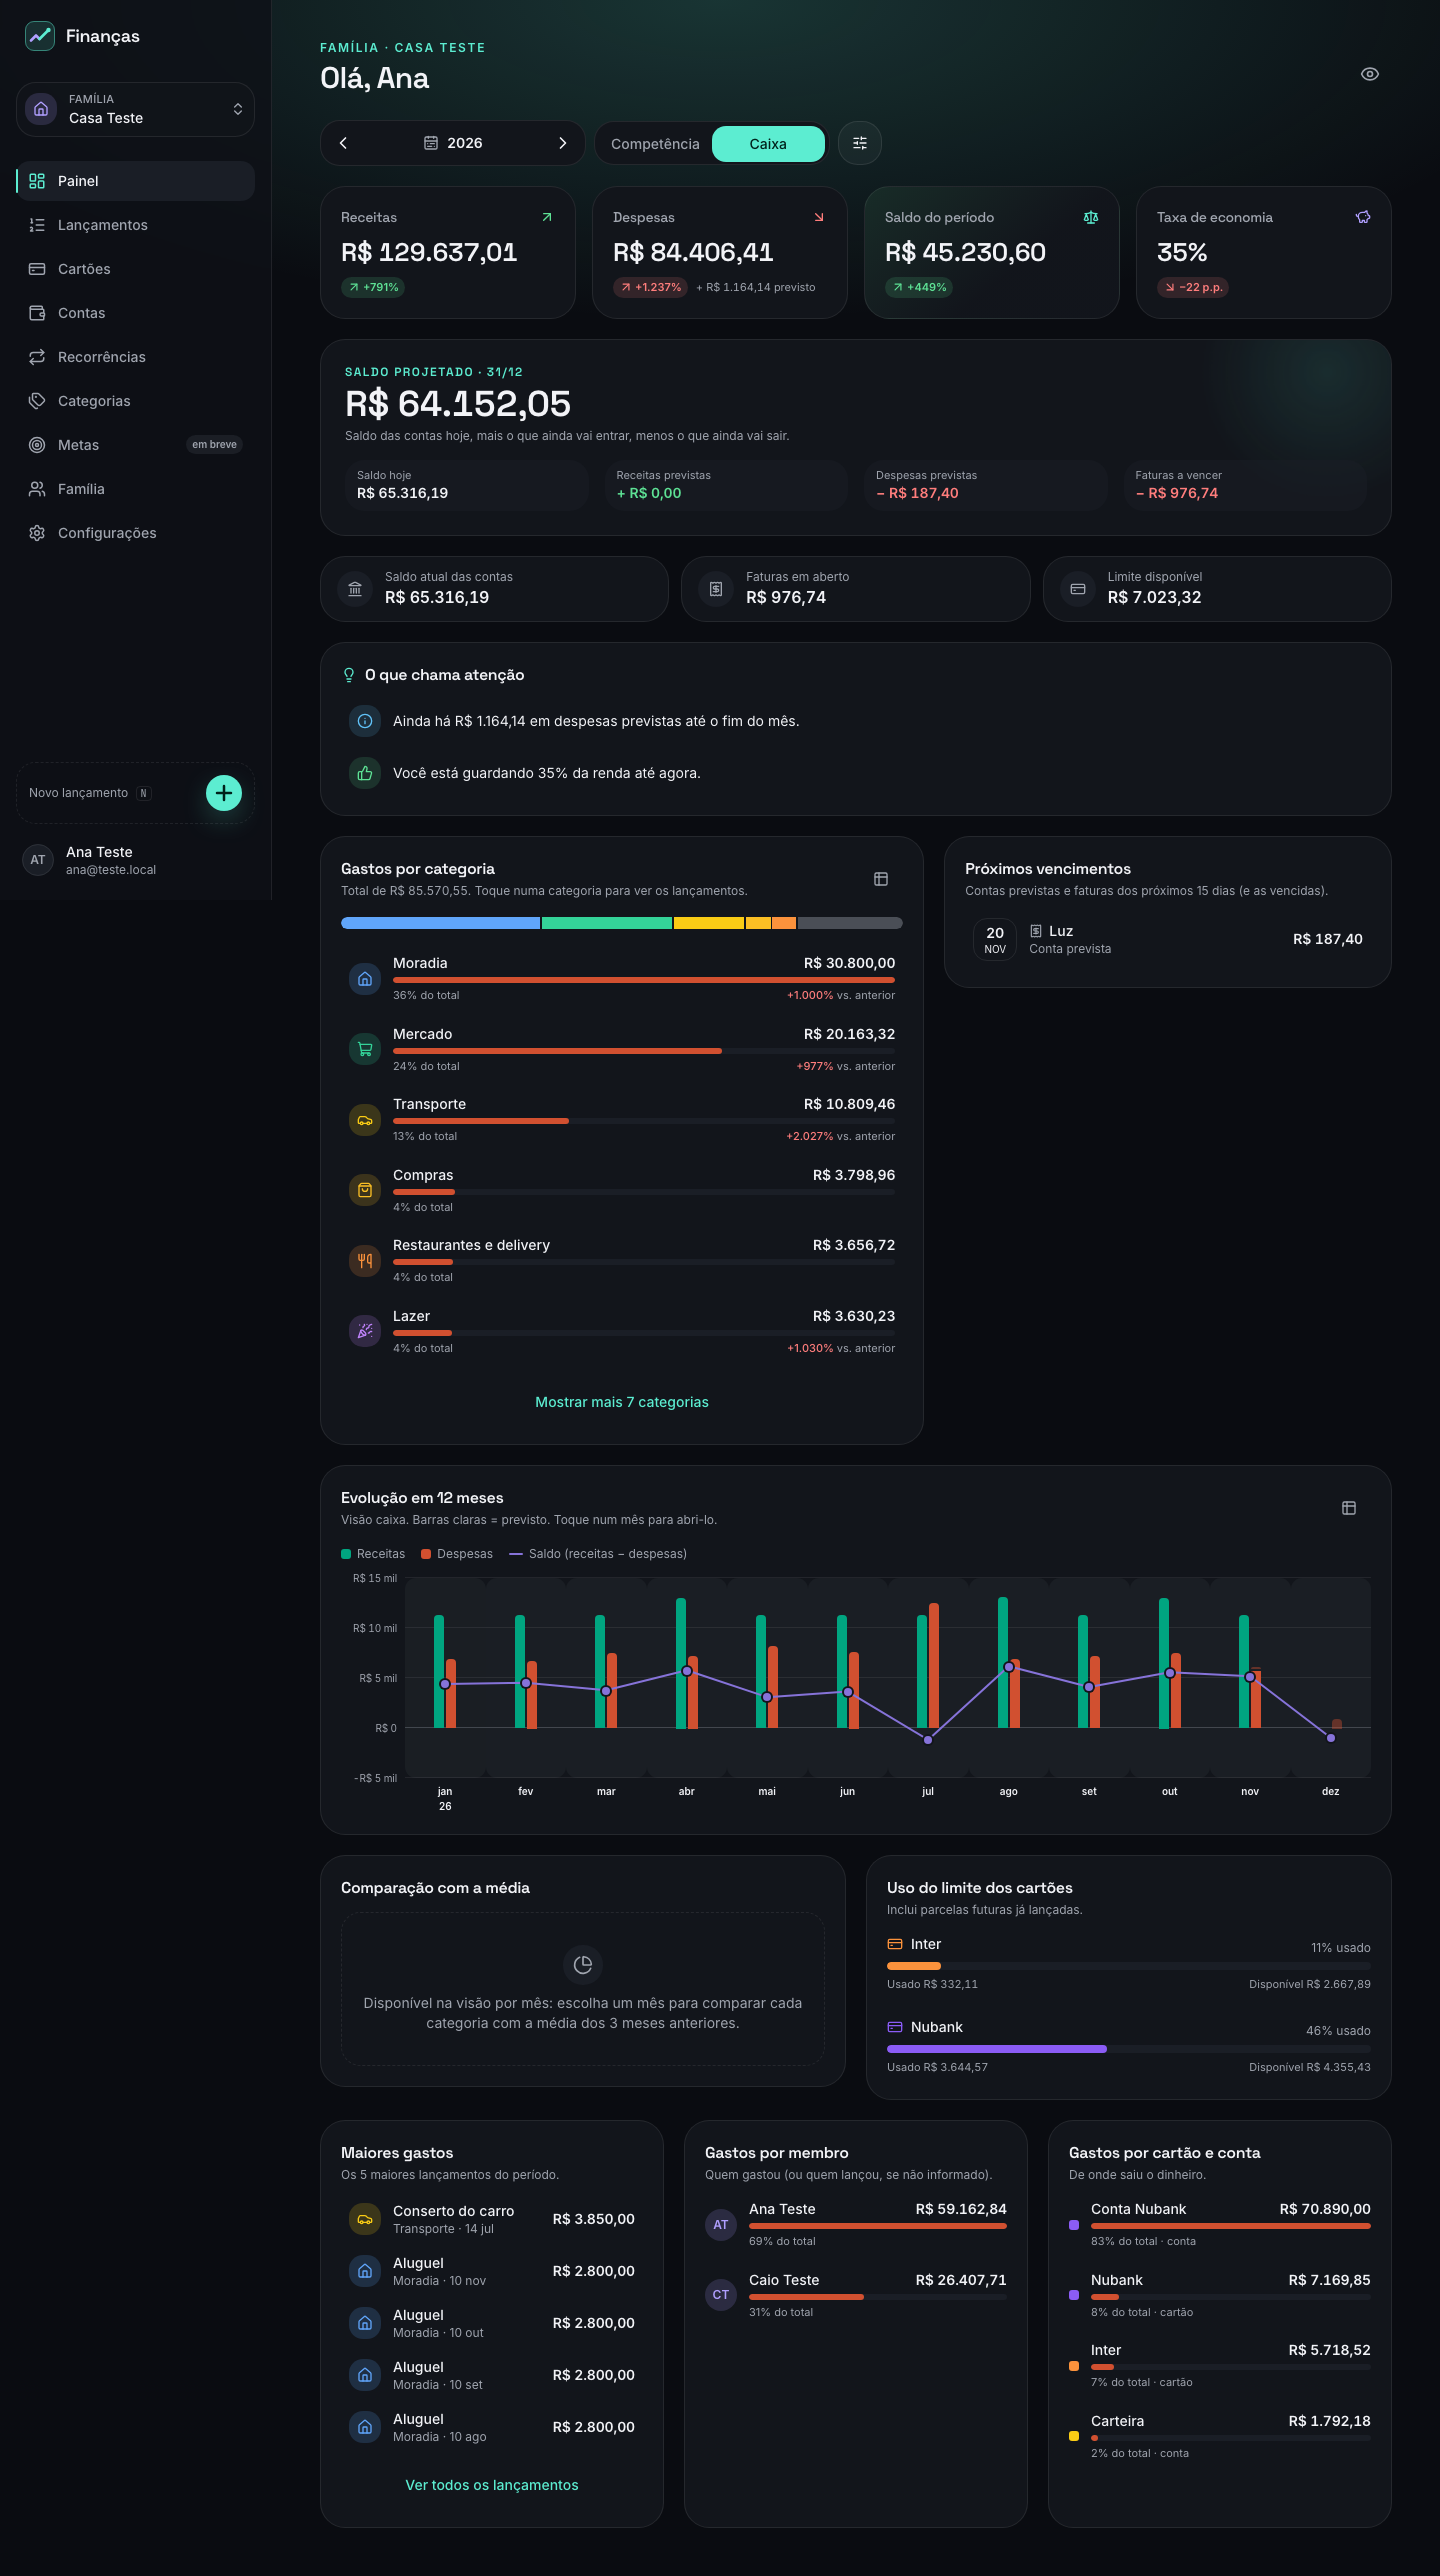 Finanças
FAMÍLIA
Casa Teste
Painel
Lançamentos
Cartões
Contas
Recorrências
Categorias
Metas
em breve
Família
Configurações
Novo lançamento N
AT
Ana Teste
ana@teste.local
FAMÍLIA · CASA TESTE
Olá, Ana
2026
Competência
Caixa
Receitas
R$ 129.637,01
+791%
Despesas
R$ 84.406,41
+1.237% + R$ 1.164,14 previsto
Saldo do período
R$ 45.230,60
+449%
Taxa de economia
35%
−22 p.p.
SALDO PROJETADO · 31/12
R$ 64.152,05
Saldo das contas hoje, mais o que ainda vai entrar, menos o que ainda vai sair.
Saldo hoje
R$ 65.316,19
Receitas previstas
+ R$ 0,00
Despesas previstas
− R$ 187,40
Faturas a vencer
− R$ 976,74
Saldo atual das contas
R$ 65.316,19
Faturas em aberto
R$ 976,74
Limite disponível
R$ 7.023,32
O que chama atenção
Ainda há R$ 1.164,14 em despesas previstas até o fim do mês.
Você está guardando 35% da renda até agora.
Gastos por categoria
Total de R$ 85.570,55. Toque numa categoria para ver os lançamentos.
Moradia R$ 30.800,00
36% do total +1.000% vs. anterior
Mercado R$ 20.163,32
24% do total +977% vs. anterior
Transporte R$ 10.809,46
13% do total +2.027% vs. anterior
Compras R$ 3.798,96
4% do total
Restaurantes e delivery R$ 3.656,72
4% do total
Lazer R$ 3.630,23
4% do total +1.030% vs. anterior
Mostrar mais 7 categorias
Próximos vencimentos
Contas previstas e faturas dos próximos 15 dias (e as vencidas).
20
NOV
Luz
Conta prevista
R$ 187,40
Evolução em 12 meses
Visão caixa. Barras claras = previsto. Toque num mês para abri-lo.
Receitas Despesas Saldo (receitas − despesas)
R$ 15 mil
R$ 10 mil
R$ 5 mil
R$ 0
-R$ 5 mil
jan fev mar abr mai jun jul ago set out nov dez
26
Comparação com a média
Disponível na visão por mês: escolha um mês para comparar cada
categoria com a média dos 3 meses anteriores.
Uso do limite dos cartões
Inclui parcelas futuras já lançadas.
Inter 11% usado
Usado R$ 332,11 Disponível R$ 2.667,89
Nubank 46% usado
Usado R$ 3.644,57 Disponível R$ 4.355,43
Maiores gastos
Os 5 maiores lançamentos do período.
Conserto do carro R$ 3.850,00
Transporte · 14 jul
Aluguel R$ 2.800,00
Moradia · 10 nov
Aluguel R$ 2.800,00
Moradia · 10 out
Aluguel R$ 2.800,00
Moradia · 10 set
Aluguel R$ 2.800,00
Moradia · 10 ago
Ver todos os lançamentos
Gastos por membro
Quem gastou (ou quem lançou, se não informado).
AT
Ana Teste R$ 59.162,84
69% do total
CT
Caio Teste R$ 26.407,71
31% do total
Gastos por cartão e conta
De onde saiu o dinheiro.
Conta Nubank R$ 70.890,00
83% do total · conta
Nubank R$ 7.169,85
8% do total · cartão
Inter R$ 5.718,52
7% do total · cartão
Carteira R$ 1.792,18
2% do total · conta